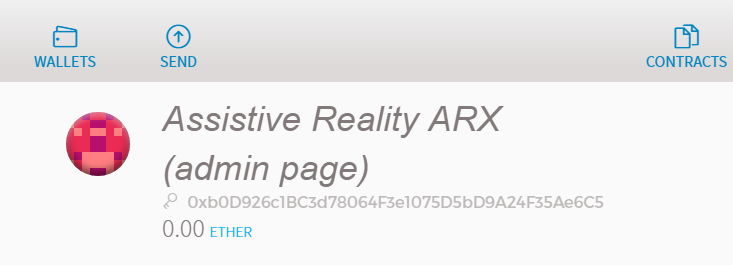 WALLETS SEND CONTRACTS
Assistive Reality ARX
(admin page)
0xb0D926c1BC3d78064F3e1075D5bD9A24F35Ae6C5
0.00 ETHER